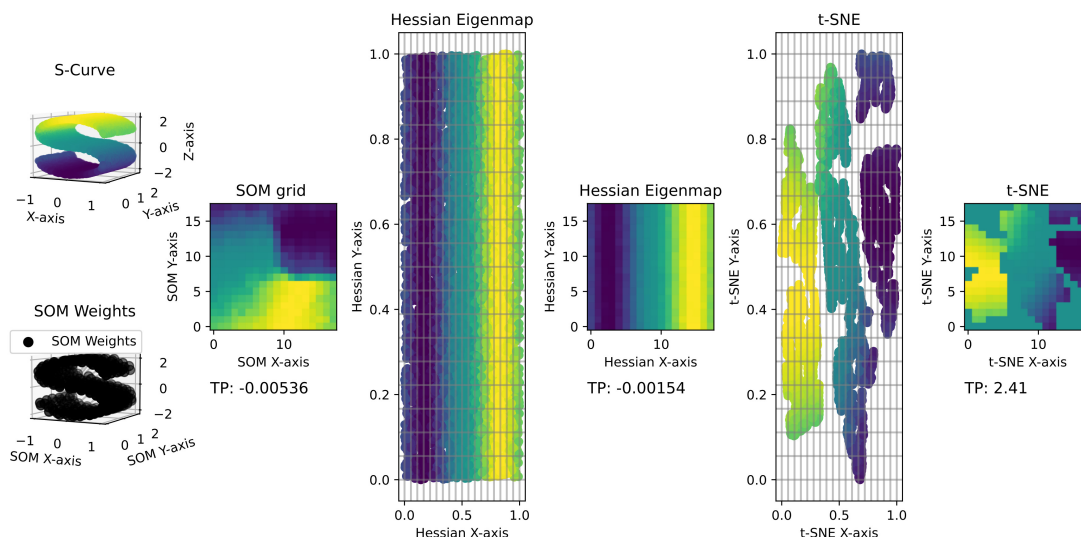 S-Curve
2
0
−2
Z-axis
−1
0
1
X-axis
0
1
2
Y-axis
SOM Weights
SOM Weights
2
0
−2
−1
0
1
SOM X-axis
0
1
2
SOM Y-axis
SOM grid
15
10
5
0
SOM Y-axis
0
10
SOM X-axis
TP: -0.00536
Hessian Eigenmap
1.0
0.8
0.6
0.4
0.2
0.0
Hessian Y-axis
0.0
0.5
1.0
Hessian X-axis
Hessian Eigenmap
15
10
5
0
Hessian Y-axis
0
10
Hessian X-axis
TP: -0.00154
t-SNE
1.0
0.8
0.6
0.4
0.2
0.0
t-SNE Y-axis
0.0
0.5
1.0
t-SNE X-axis
t-SNE
15
10
5
0
t-SNE Y-axis
0
10
t-SNE X-axis
TP: 2.41